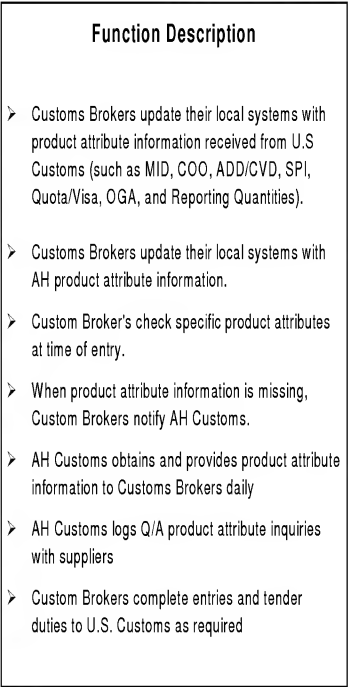 Function Description
➢ Customs Brokers update their local systems with
product attribute information received from U.S
Customs (such as MID, COO, ADD/CVD, SPI,
Quota/Visa, OGA, and Reporting Quantities).
➢ Customs Brokers update their local systems with
AH product attribute information.
➢ Custom Broker's check specific product attributes
at time of entry.
➢ When product attribute information is missing,
Custom Brokers notify AH Customs.
➢ AH Customs obtains and provides product attribute
information to Customs Brokers daily
➢ AH Customs logs Q/A product attribute inquiries
with suppliers
➢ Custom Brokers complete entries and tender
duties to U.S. Customs as required